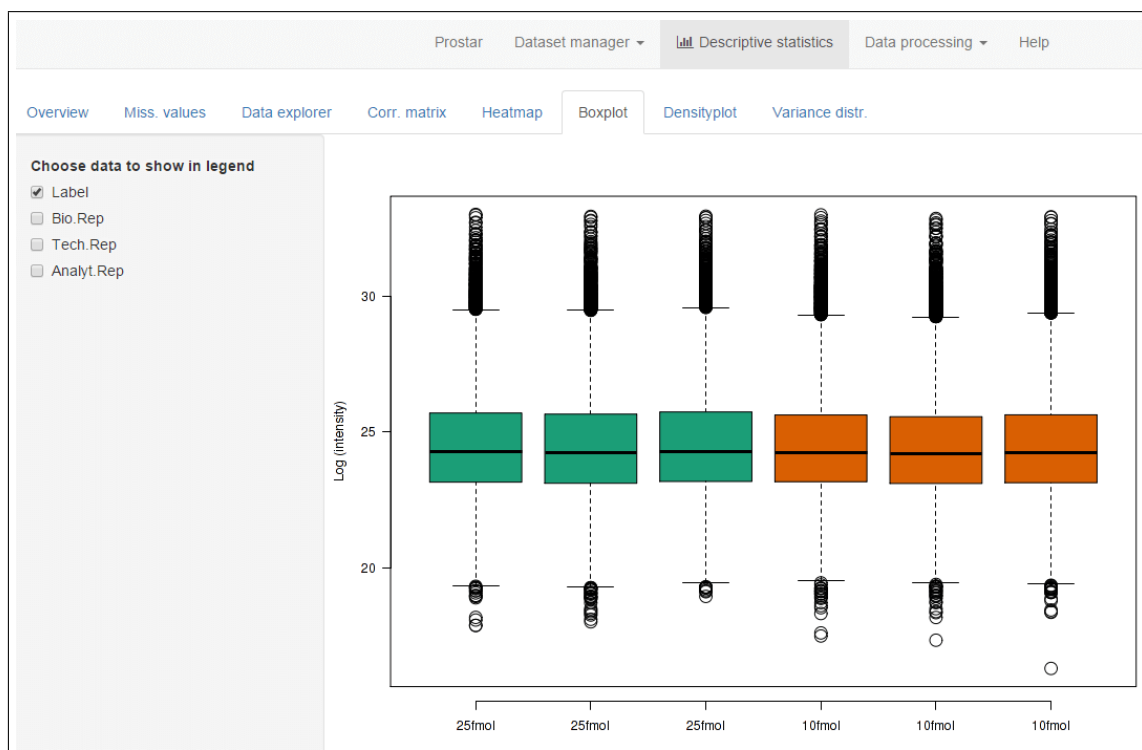 Prostar Dataset manager Descriptive statistics Data processing Help
Overview Miss. values Data explorer Corr. matrix Heatmap Boxplot Densityplot Variance distr.
Choose data to show in legend
Label
Bio.Rep
Tech.Rep
Analyt.Rep
Log (intensity)
30
25
20
25fmol 25fmol 25fmol 10fmol 10fmol 10fmol